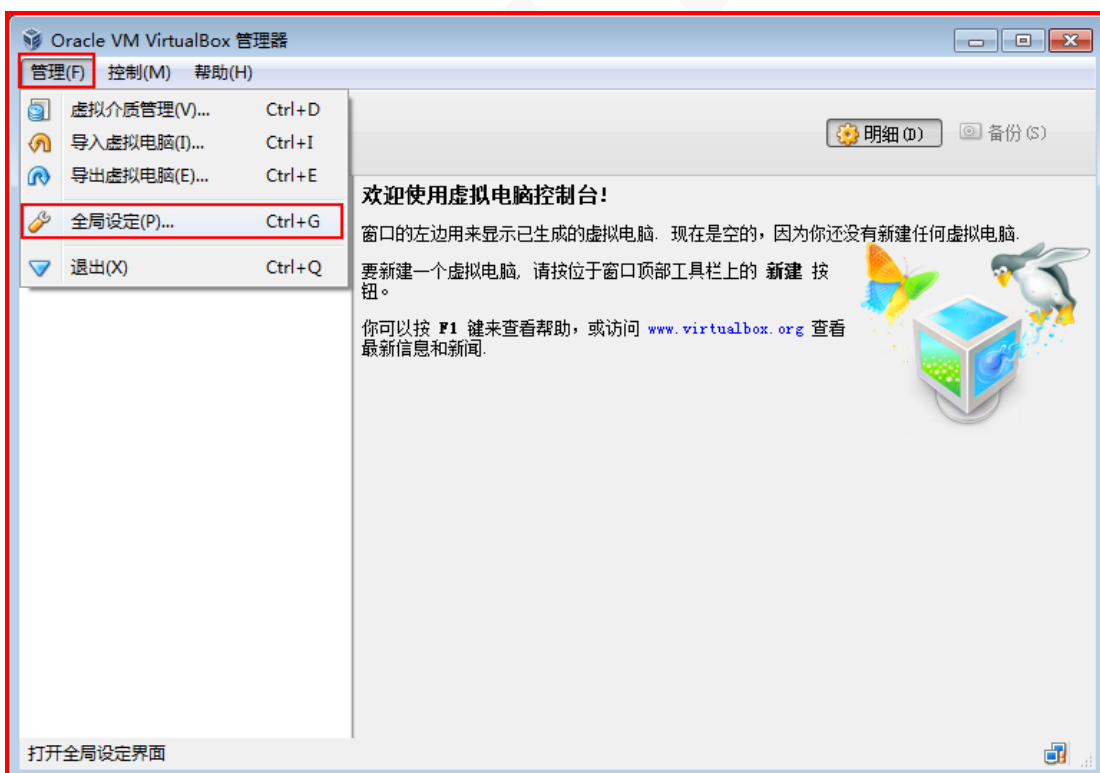 Oracle VM VirtualBox 管理器
管理(F) 控制(M) 帮助(H)
虚拟介质管理(V)... Ctrl+D
导入虚拟电脑(I)... Ctrl+I
导出虚拟电脑(E)... Ctrl+E
全局设定(P)... Ctrl+G
退出(X) Ctrl+Q
明细(D) 备份(S)
欢迎使用虚拟电脑控制台!
窗口的左边用来显示已生成的虚拟电脑. 现在是空的,因为你还没有新建任何虚拟电脑.
要新建一个虚拟电脑, 请按位于窗口顶部工具栏上的 新建 按
钮。
你可以按 F1 键来查看帮助,或访问 www.virtualbox.org 查看
最新信息和新闻.
打开全局设定界面